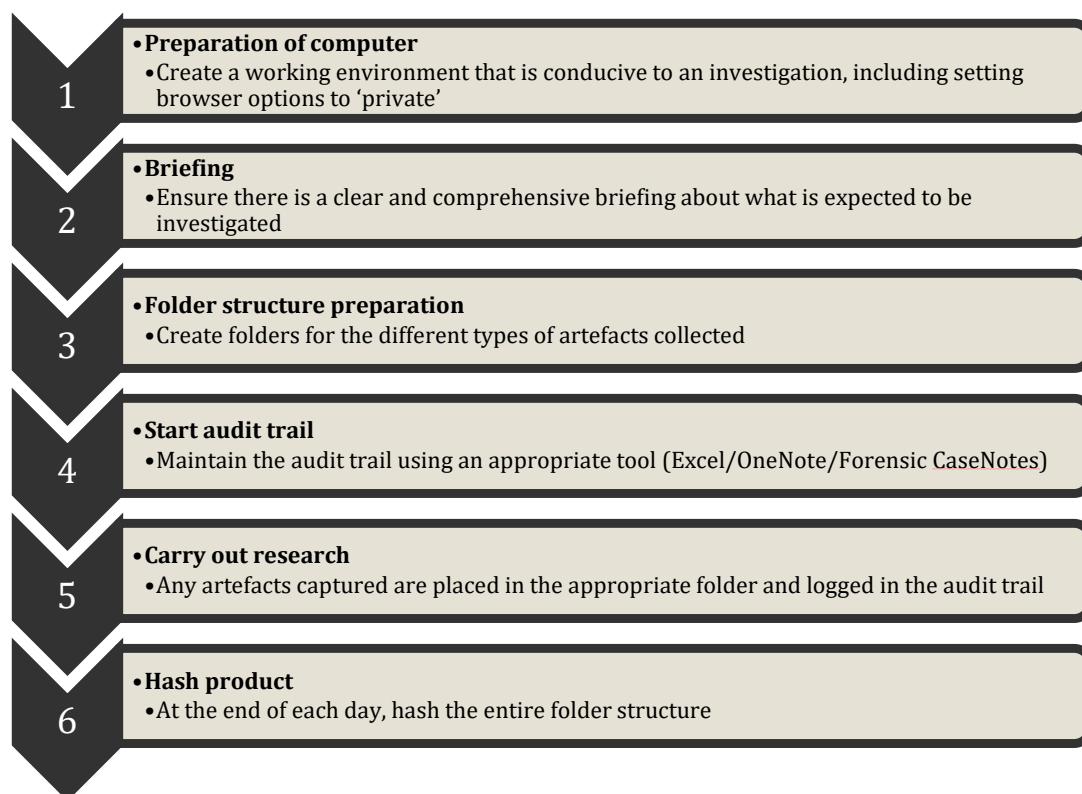 1
•Preparation of computer
•Create a working environment that is conducive to an investigation, including setting
browser options to ‘private’
2
•Briefing
•Ensure there is a clear and comprehensive briefing about what is expected to be
investigated
3
•Folder structure preparation
•Create folders for the different types of artefacts collected
4
•Start audit trail
•Maintain the audit trail using an appropriate tool (Excel/OneNote/Forensic CaseNotes)
5
•Carry out research
•Any artefacts captured are placed in the appropriate folder and logged in the audit trail
6
•Hash product
•At the end of each day, hash the entire folder structure